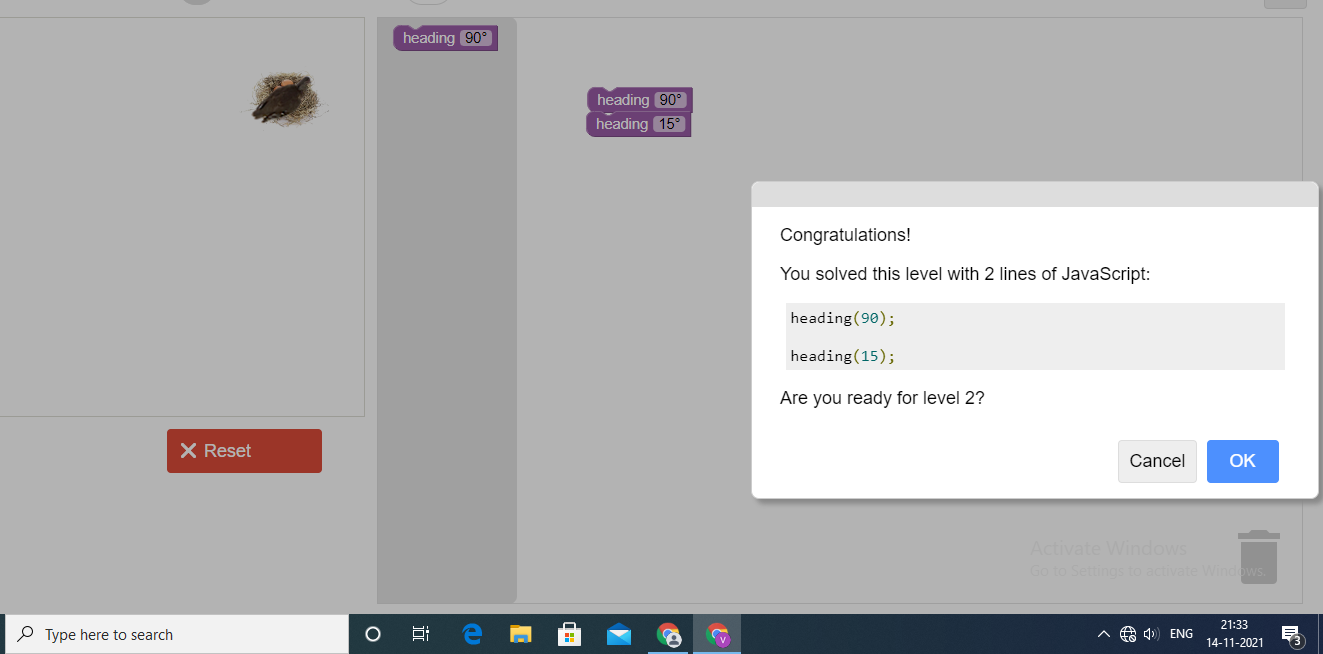 heading 90°
heading 90°
heading 15°
Congratulations!
You solved this level with 2 lines of JavaScript:
heading(90);
heading(15);
Are you ready for level 2?
Cancel
OK
Reset
Activate Windows
Go to Settings to activate Windows.
Type here to search
ENG
21:33
14-11-2021
3
V